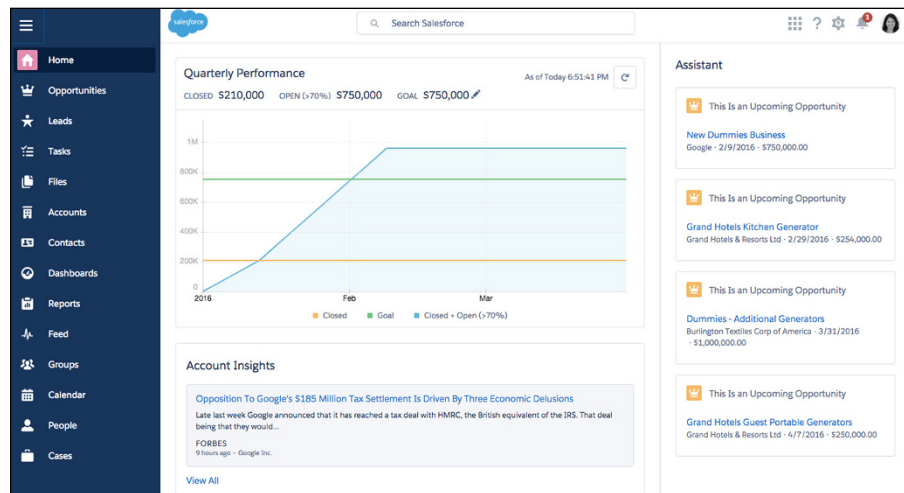 Home
Opportunities
Leads
Tasks
Files
Accounts
Contacts
Dashboards
Reports
Feed
Groups
Calendar
People
Cases
salesforce
Search Salesforce
?
1
Quarterly Performance
As of Today 6:51:41 PM
CLOSED $210,000 OPEN (>70%) $750,000 GOAL $750,000
1M
800K
600K
400K
200K
0
2016 Feb Mar
Closed Goal Closed + Open (>70%)
Account Insights
Opposition To Google's $185 Million Tax Settlement Is Driven By Three Economic Delusions
Late last week Google announced that it has reached a tax deal with HMRC, the British equivalent of the IRS. That deal
being that they would...
FORBES
9 hours ago - Google Inc.
View All
Assistant
This Is an Upcoming Opportunity
New Dummies Business
Google · 2/9/2016 · $750,000.00
This Is an Upcoming Opportunity
Grand Hotels Kitchen Generator
Grand Hotels & Resorts Ltd · 2/29/2016 · $254,000.00
This Is an Upcoming Opportunity
Dummies - Additional Generators
Burlington Textiles Corp of America · 3/31/2016
· $1,000,000.00
This Is an Upcoming Opportunity
Grand Hotels Guest Portable Generators
Grand Hotels & Resorts Ltd · 4/7/2016 · $250,000.00